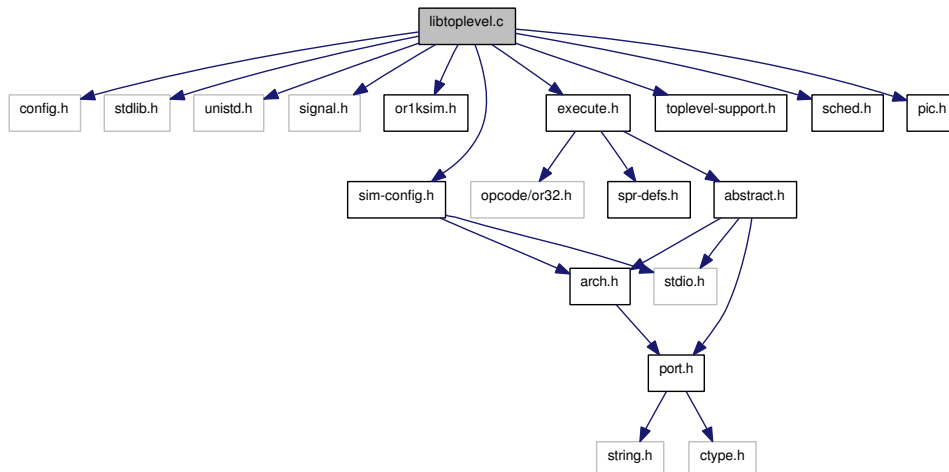 libtoplevel.c
config.h
stdlib.h
unistd.h
signal.h
or1ksim.h
execute.h
toplevel-support.h
sched.h
pic.h
sim-config.h
opcode/or32.h
spr-defs.h
abstract.h
arch.h
stdio.h
port.h
string.h
ctype.h